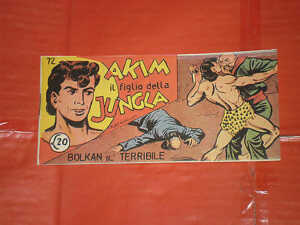 72
AKIM
il figlio della
JUNGLA
£20
BOLKAN IL TERRIBILE